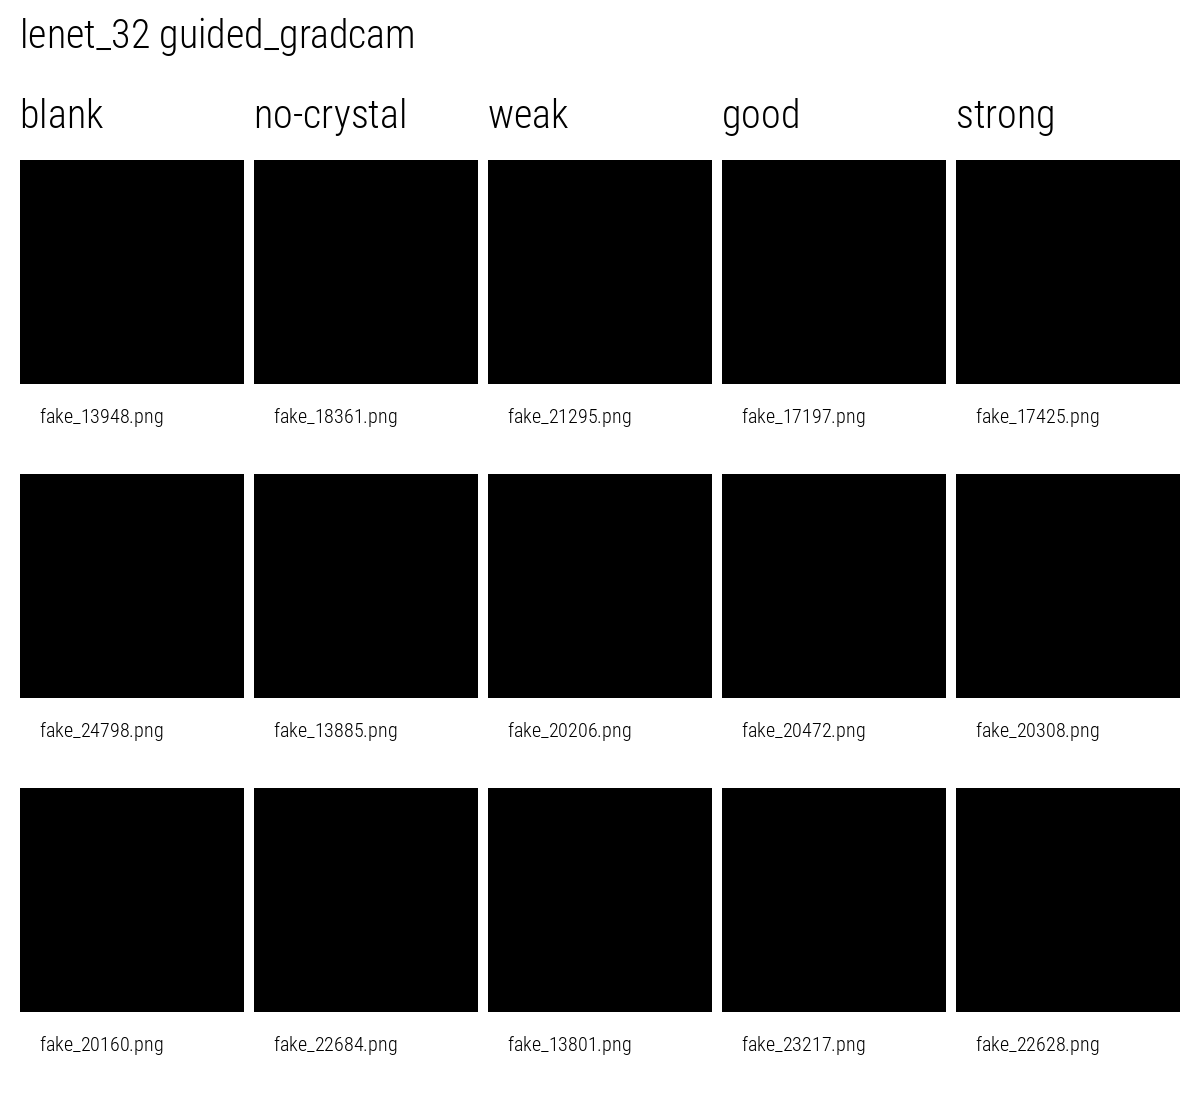 lenet_32 guided_gradcam
blank no-crystal weak good strong
fake_13948.png fake_18361.png fake_21295.png fake_17197.png fake_17425.png
fake_24798.png fake_13885.png fake_20206.png fake_20472.png fake_20308.png
fake_20160.png fake_22684.png fake_13801.png fake_23217.png fake_22628.png